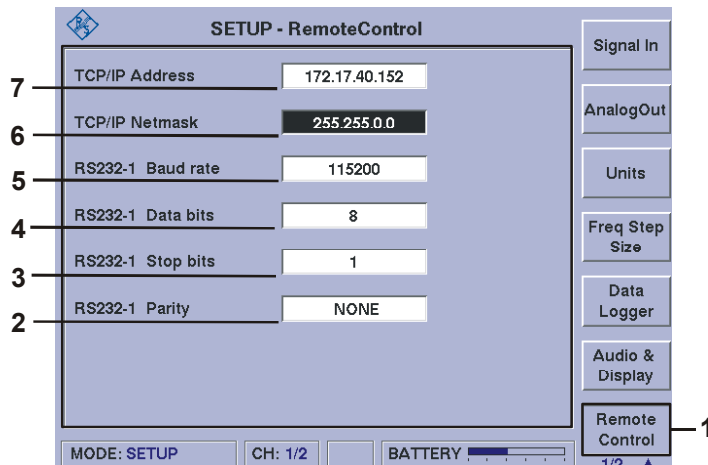 R&S
SETUP - RemoteControl
Signal In
TCP/IP Address 172.17.40.152
7
AnalogOut
TCP/IP Netmask 255.255.0.0
6
RS232-1 Baud rate 115200
5
Units
RS232-1 Data bits 8
4
Freq Step
Size
RS232-1 Stop bits 1
3
Data
Logger
RS232-1 Parity NONE
2
Audio &
Display
Remote
Control
1
MODE: SETUP CH: 1/2 BATTERY
1/2